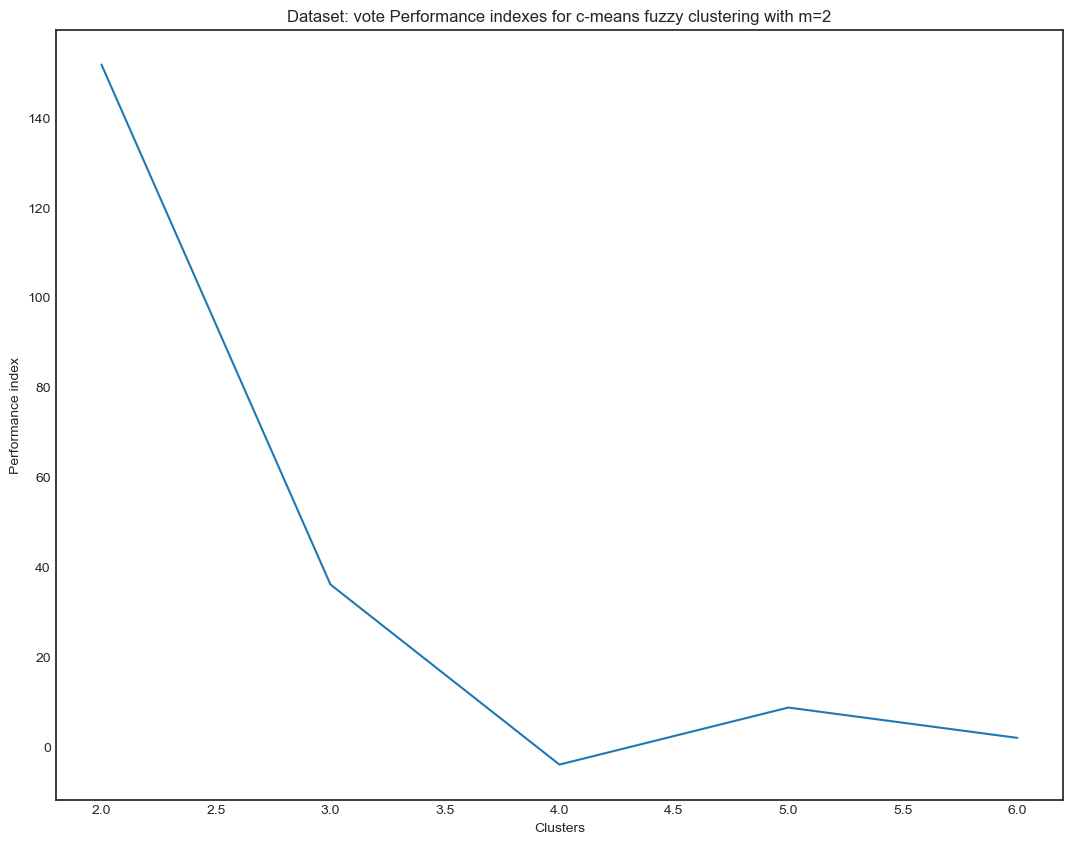 Dataset: vote Performance indexes for c-means fuzzy clustering with m=2
140
120
100
80
60
40
20
0
Performance index
2.0 2.5 3.0 3.5 4.0 4.5 5.0 5.5 6.0
Clusters